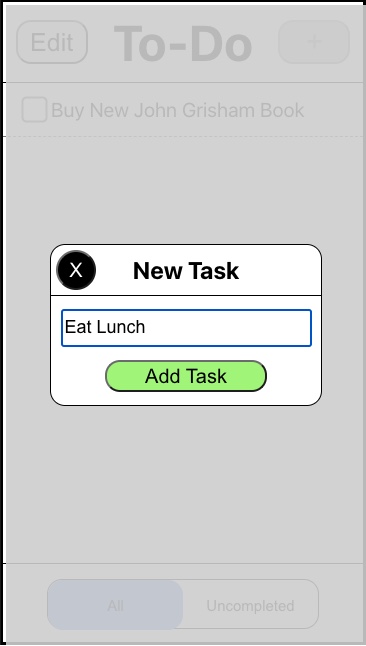 Edit To-Do +
Buy New John Grisham Book
X New Task
Eat Lunch
Add Task
All Uncompleted